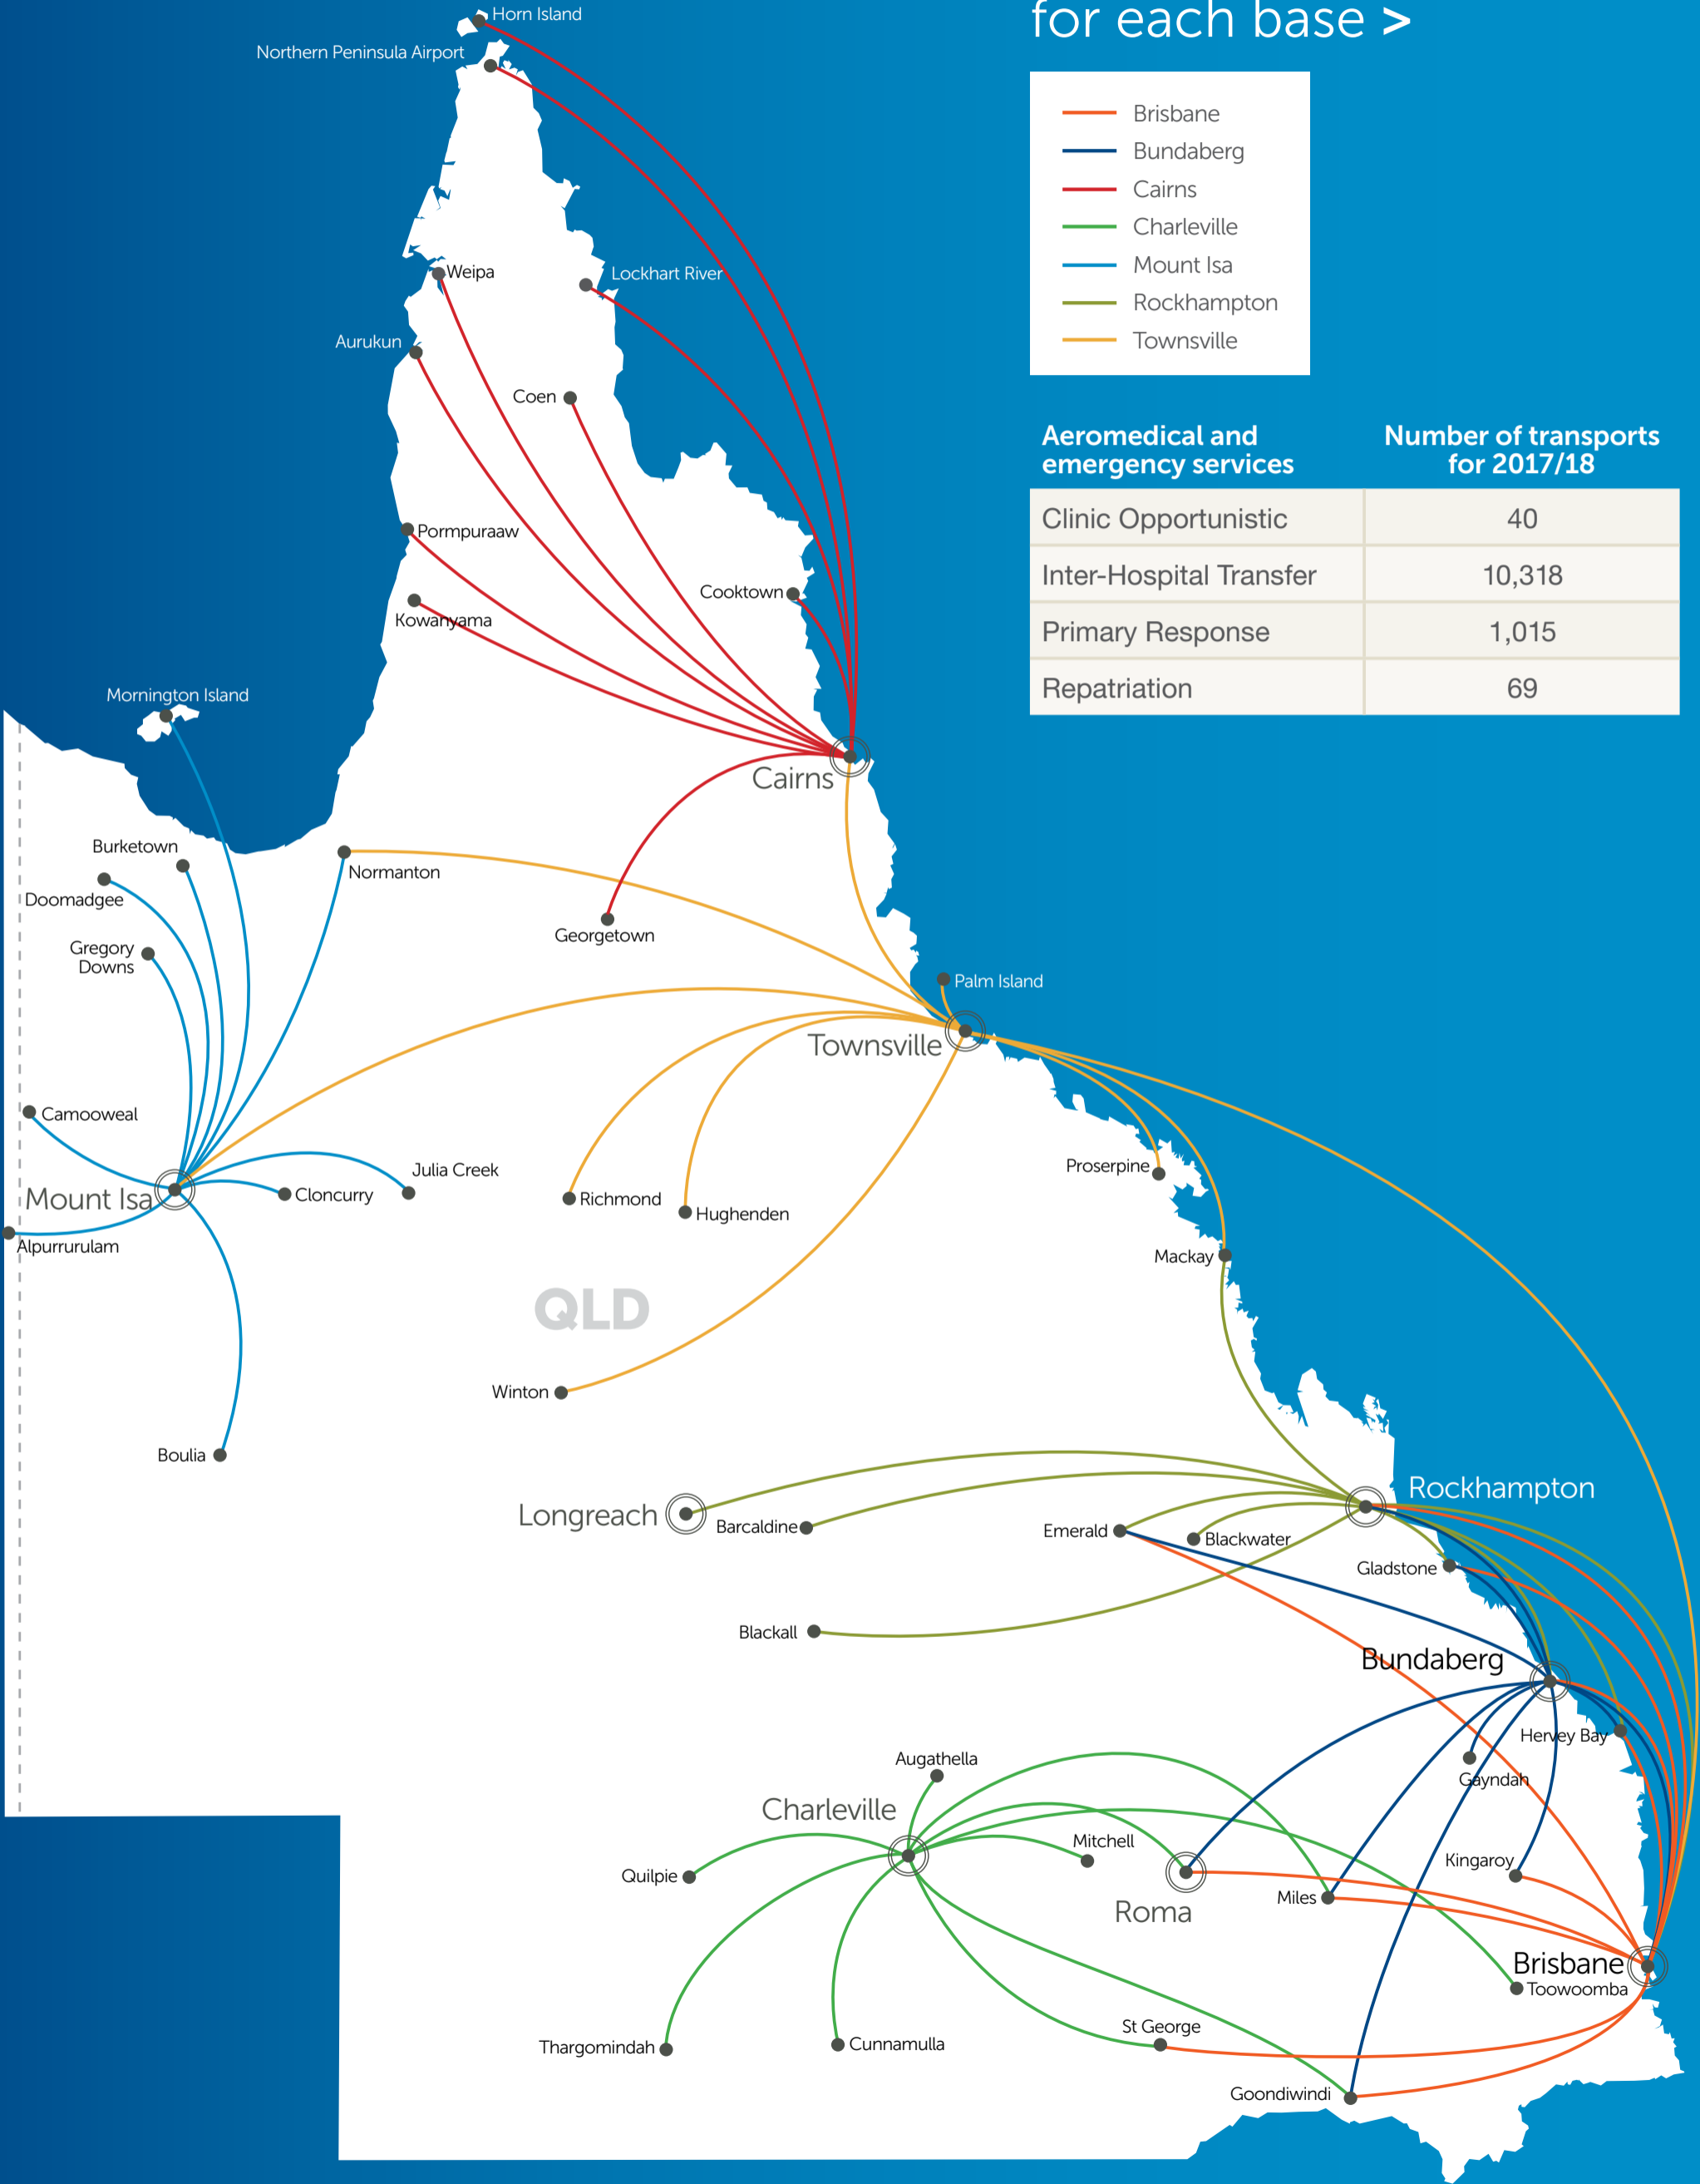 for each base >
Brisbane
Bundaberg
Cairns
Charleville
Mount Isa
Rockhampton
Townsville
Aeromedical and
emergency services
Number of transports
for 2017/18
Clinic Opportunistic 40
Inter-Hospital Transfer 10,318
Primary Response 1,015
Repatriation 69
Horn Island
Northern Peninsula Airport
Weipa
Lockhart River
Aurukun
Coen
Pormpuraaw
Cooktown
Kowanyama
Mornington Island
Cairns
Burketown
Normanton
Doomadgee
Georgetown
Gregory
Downs
Palm Island
Townsville
Camooweal
Proserpine
Julia Creek
Mount Isa
Cloncurry
Richmond
Hughenden
Alpurrurulam
Mackay
QLD
Winton
Boulia
Rockhampton
Longreach
Barcaldine
Emerald
Blackwater
Gladstone
Blackall
Bundaberg
Hervey Bay
Augathella
Gayndah
Charleville
Mitchell
Kingaroy
Quilpie
Miles
Roma
Brisbane
Toowoomba
St George
Thargomindah
Cunnamulla
Goondiwindi